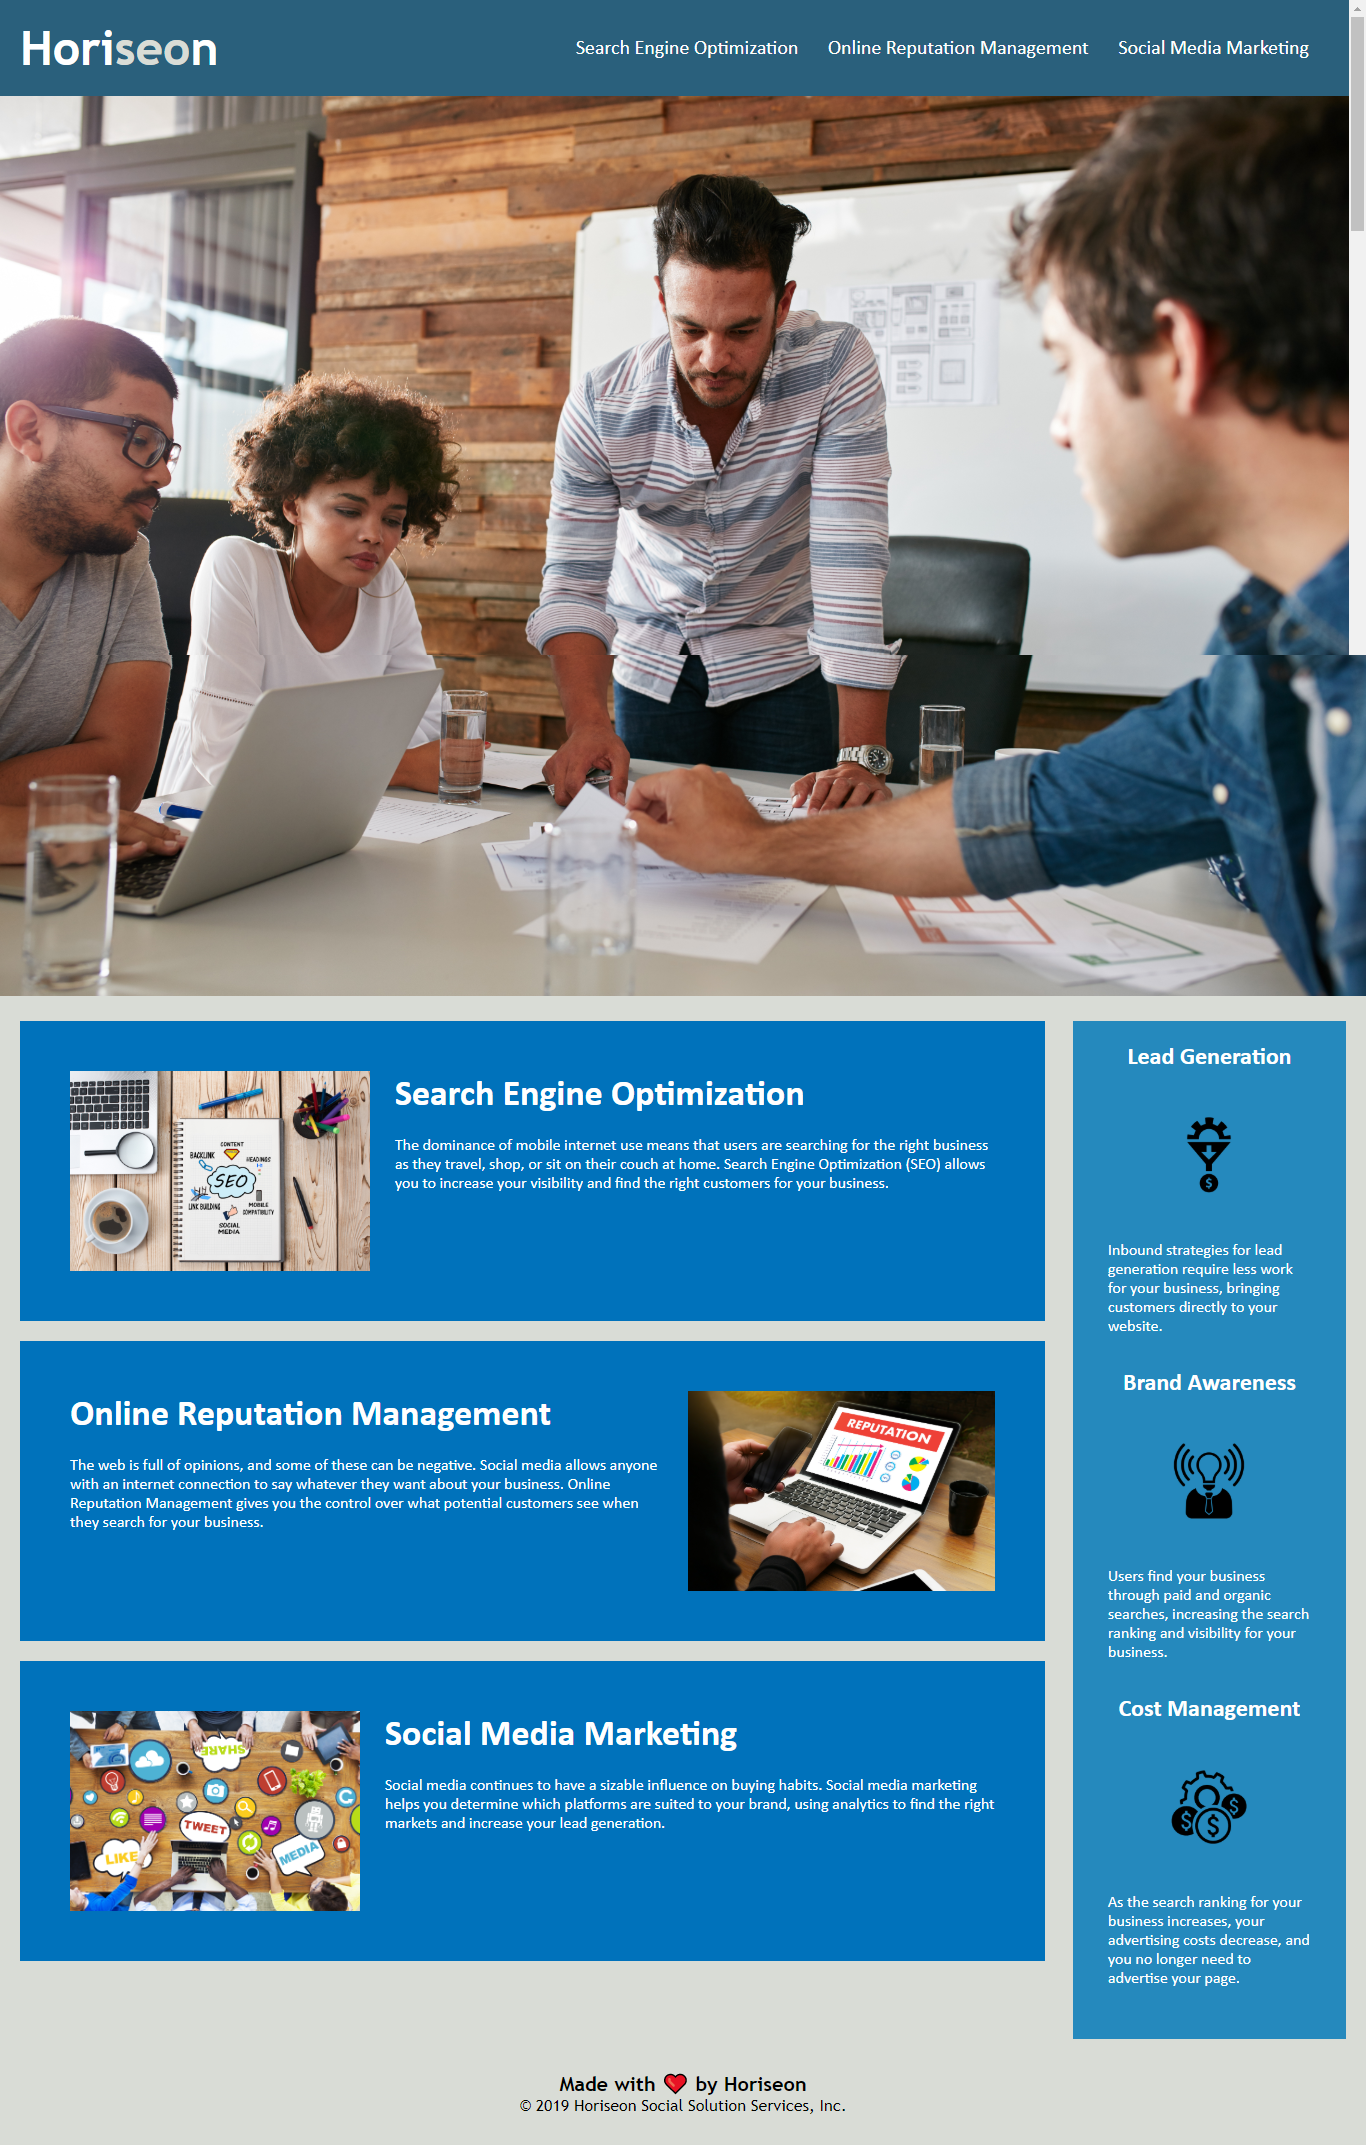 Horiseon
Search Engine Optimization
Online Reputation Management
Social Media Marketing
Search Engine Optimization
The dominance of mobile internet use means that users are searching for the right business
as they travel, shop, or sit on their couch at home. Search Engine Optimization (SEO) allows
you to increase your visibility and find the right customers for your business.
CONTENT
BACKLINK
HEADINGS
SEO
LINK BUILDING
MOBILE
COMPATIBILITY
SOCIAL
MEDIA
Online Reputation Management
The web is full of opinions, and some of these can be negative. Social media allows anyone
with an internet connection to say whatever they want about your business. Online
Reputation Management gives you the control over what potential customers see when
they search for your business.
REPUTATION
Social Media Marketing
Social media continues to have a sizable influence on buying habits. Social media marketing
helps you determine which platforms are suited to your brand, using analytics to find the right
markets and increase your lead generation.
SHARE
TWEET
LIKE
MEDIA
Lead Generation
$
Inbound strategies for lead
generation require less work
for your business, bringing
customers directly to your
website.
Brand Awareness
Users find your business
through paid and organic
searches, increasing the search
ranking and visibility for your
business.
Cost Management
$ $ $
As the search ranking for your
business increases, your
advertising costs decrease, and
you no longer need to
advertise your page.
Made with ❤️ by Horiseon
© 2019 Horiseon Social Solution Services, Inc.